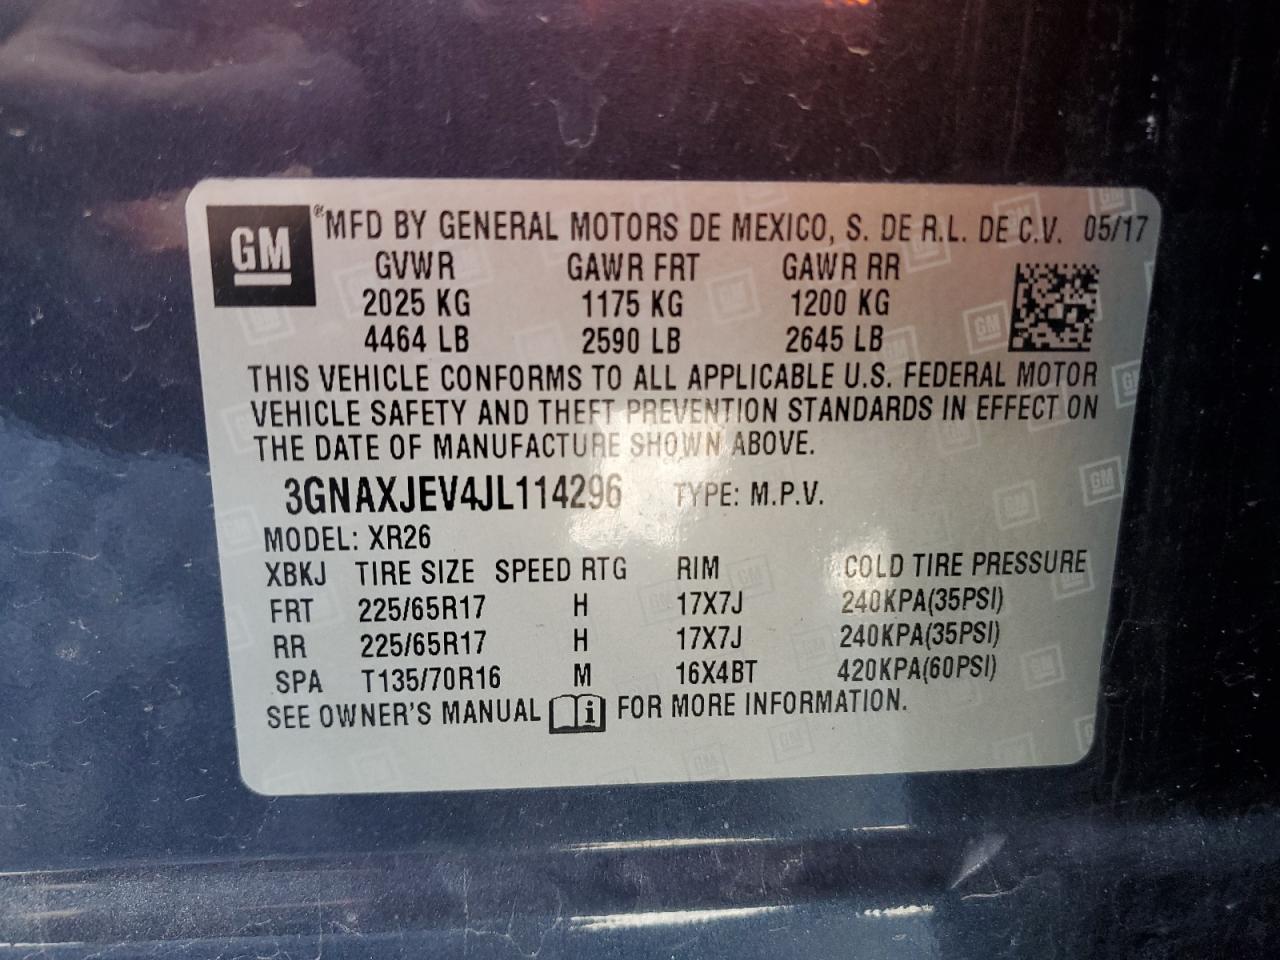 GM ® MFD BY GENERAL MOTORS DE MEXICO, S. DE R.L. DE C.V. 05/17
GVWR GAWR FRT GAWR RR
2025 KG 1175 KG 1200 KG
4464 LB 2590 LB 2645 LB
THIS VEHICLE CONFORMS TO ALL APPLICABLE U.S. FEDERAL MOTOR
VEHICLE SAFETY AND THEFT PREVENTION STANDARDS IN EFFECT ON
THE DATE OF MANUFACTURE SHOWN ABOVE.
3GNAXJEV4JL114296 TYPE: M.P.V.
MODEL: XR26
XBKJ TIRE SIZE SPEED RTG RIM COLD TIRE PRESSURE
FRT 225/65R17 H 17X7J 240KPA(35PSI)
RR 225/65R17 H 17X7J 240KPA(35PSI)
SPA T135/70R16 M 16X4BT 420KPA(60PSI)
SEE OWNER'S MANUAL i FOR MORE INFORMATION.